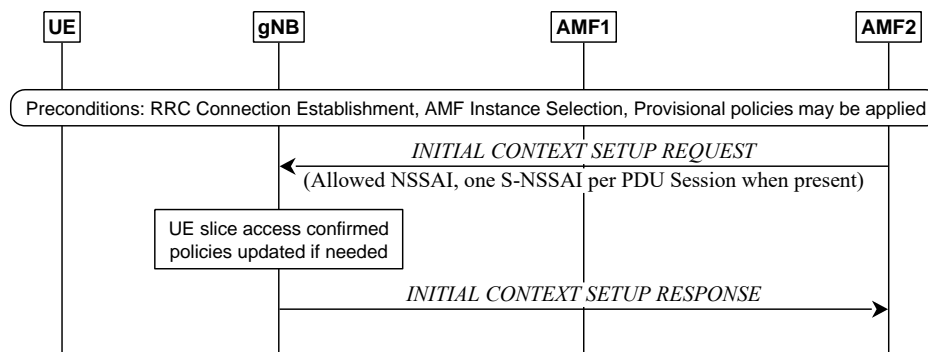 UE gNB AMF1 AMF2
Preconditions: RRC Connection Establishment, AMF Instance Selection, Provisional policies may be applied
INITIAL CONTEXT SETUP REQUEST
(Allowed NSSAI, one S-NSSAI per PDU Session when present)
UE slice access confirmed
policies updated if needed
INITIAL CONTEXT SETUP RESPONSE